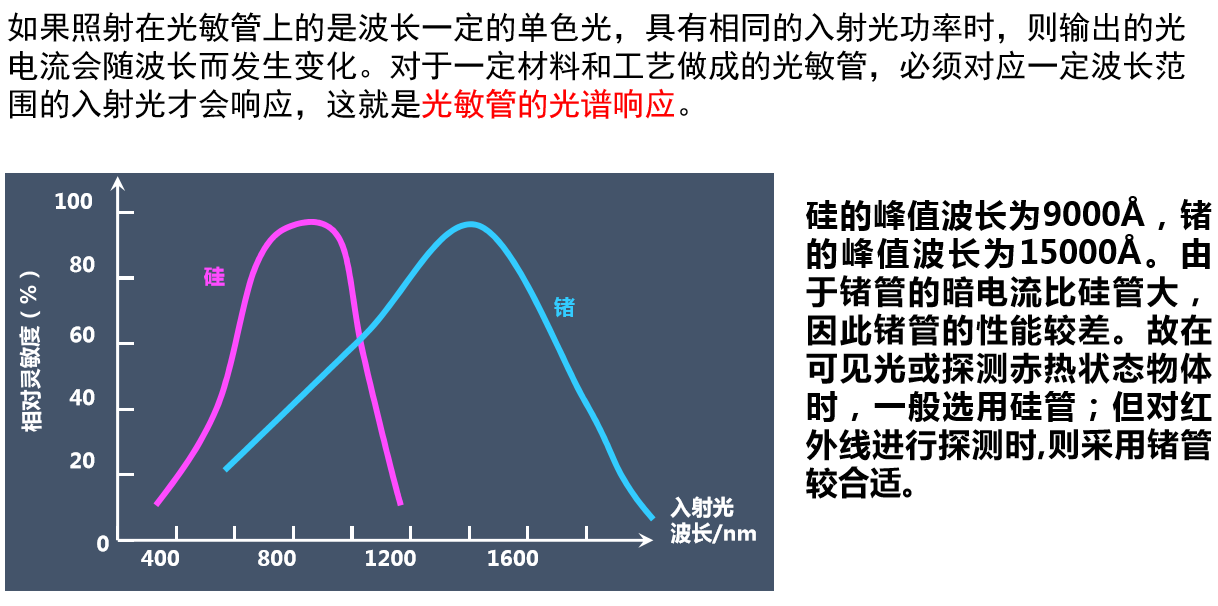 如果照射在光敏管上的是波长一定的单色光，具有相同的入射光功率时，则输出的光
电流会随波长而发生变化。对于一定材料和工艺做成的光敏管，必须对应一定波长范
围的入射光才会响应，这就是光敏管的光谱响应。
100
80
60
40
20
0
相对灵敏度（%）
硅
锗
400
800
1200
1600
入射光
波长/nm
硅的峰值波长为9000Å，锗
的峰值波长为15000Å。由
于锗管的暗电流比硅管大，
因此锗管的性能较差。故在
可见光或探测赤热状态物体
时，一般选用硅管；但对红
外线进行探测时,则采用锗管
较合适。